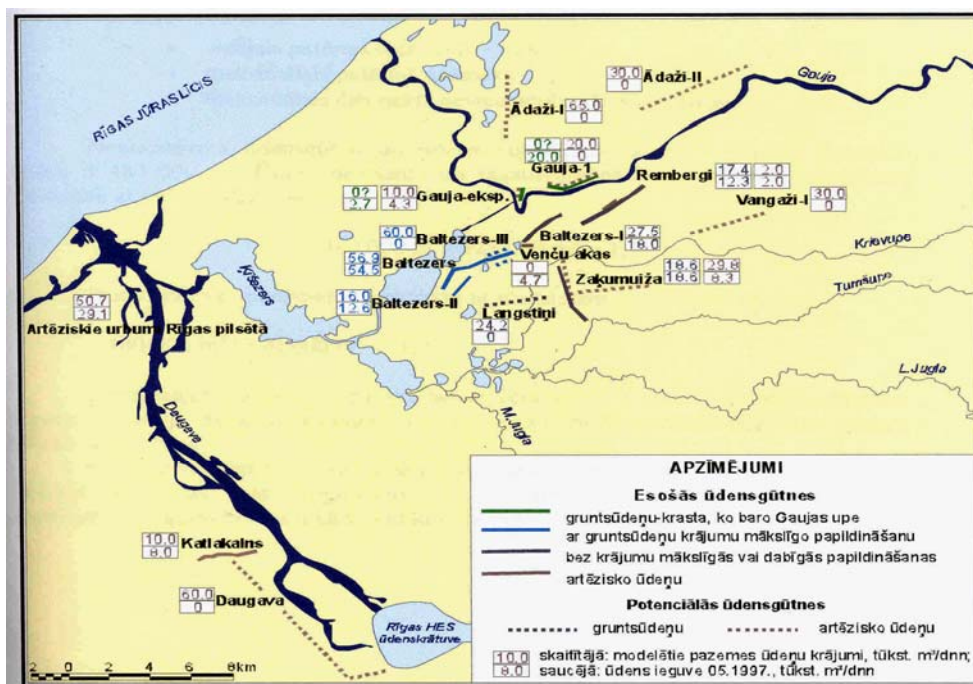 RĪGAS JŪRASLĪCIS
Ādaži-II
30.0
0
Gauja
Ādaži-I
65.0
0
0?
20.0
20.0
0
Gauja-1
Rembergi
17.4
12.3
2.0
2.0
Vangaži-I
30.0
0
0?
2.7
10.0
4.3
Gauja-eksp.
60.0
0
Baltezers-III
Baltezers-I
27.5
18.0
Krievupe
56.9
54.5
Baltezers
Venču akas
0
4.7
Zaķumuiža
18.6
18.6
29.8
8.3
Tumšupe
Ķīšezers
16.0
12.6
Baltezers-II
Langstiņi
24.2
0
50.7
29.1
Artēziskie urbumi Rīgas pilsētā
L.Jugla
M.Jugla
Daugava
10.0
8.0
Katlakalns
60.0
0
Daugava
Rīgas HES
ūdenskrātuve
2 0 2 4 6 8km
APZĪMĒJUMI
Esošās ūdensgūtnes
gruntsūdeņu-krasta, ko baro Gaujas upe
ar gruntsūdeņu krājumu mākslīgo papildināšanu
bez krājumu mākslīgās vai dabīgās papildināšanas
artēzisko ūdeņu
Potenciālās ūdensgūtnes
gruntsūdeņu
artēzisko ūdeņu
10,0 skaitītājā: modelētie pazemes ūdeņu krājumi, tūkst. m³/dnn;
8.0 saucējā: ūdens ieguve 05.1997., tūkst. m³/dnn